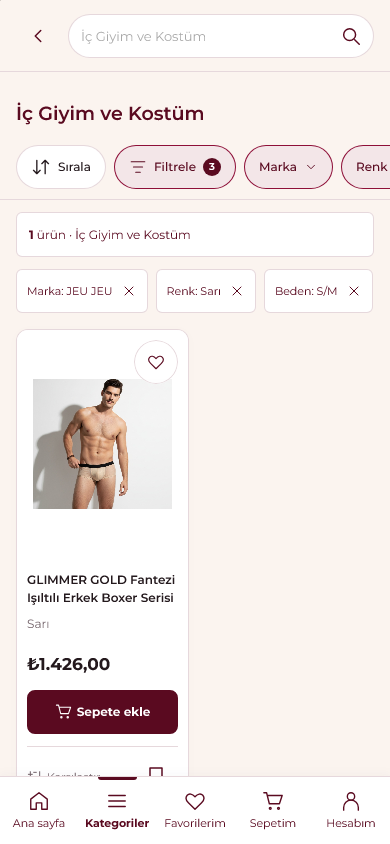 İç Giyim ve Kostüm
İç Giyim ve Kostüm
Sırala
Filtrele 3
Marka
Renk
1 ürün · İç Giyim ve Kostüm
Marka: JEU JEU
Renk: Sarı
Beden: S/M
GLIMMER GOLD Fantezi
Işıltılı Erkek Boxer Serisi
Sarı
₺1.426,00
Sepete ekle
Ana sayfa
Kategoriler
Favorilerim
Sepetim
Hesabım